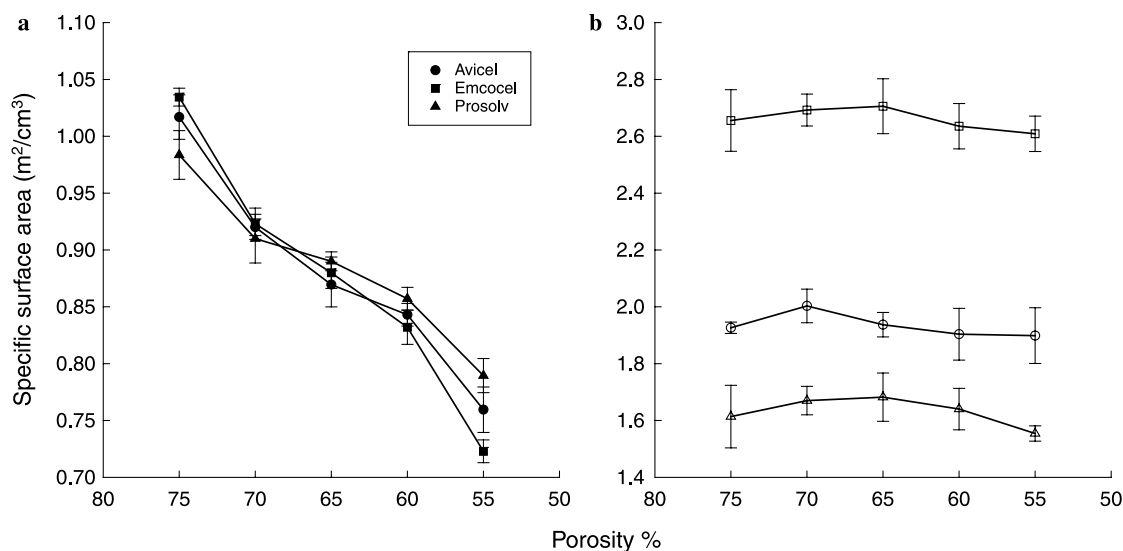 a
1.10
1.05
1.00
0.95
0.90
0.85
0.80
0.75
0.70
80 75 70 65 60 55 50
Avicel
Emcocel
Prosolv
Specific surface area (m²/cm³)
b
3.0
2.8
2.6
2.4
2.2
2.0
1.8
1.6
1.4
80 75 70 65 60 55 50
Porosity %